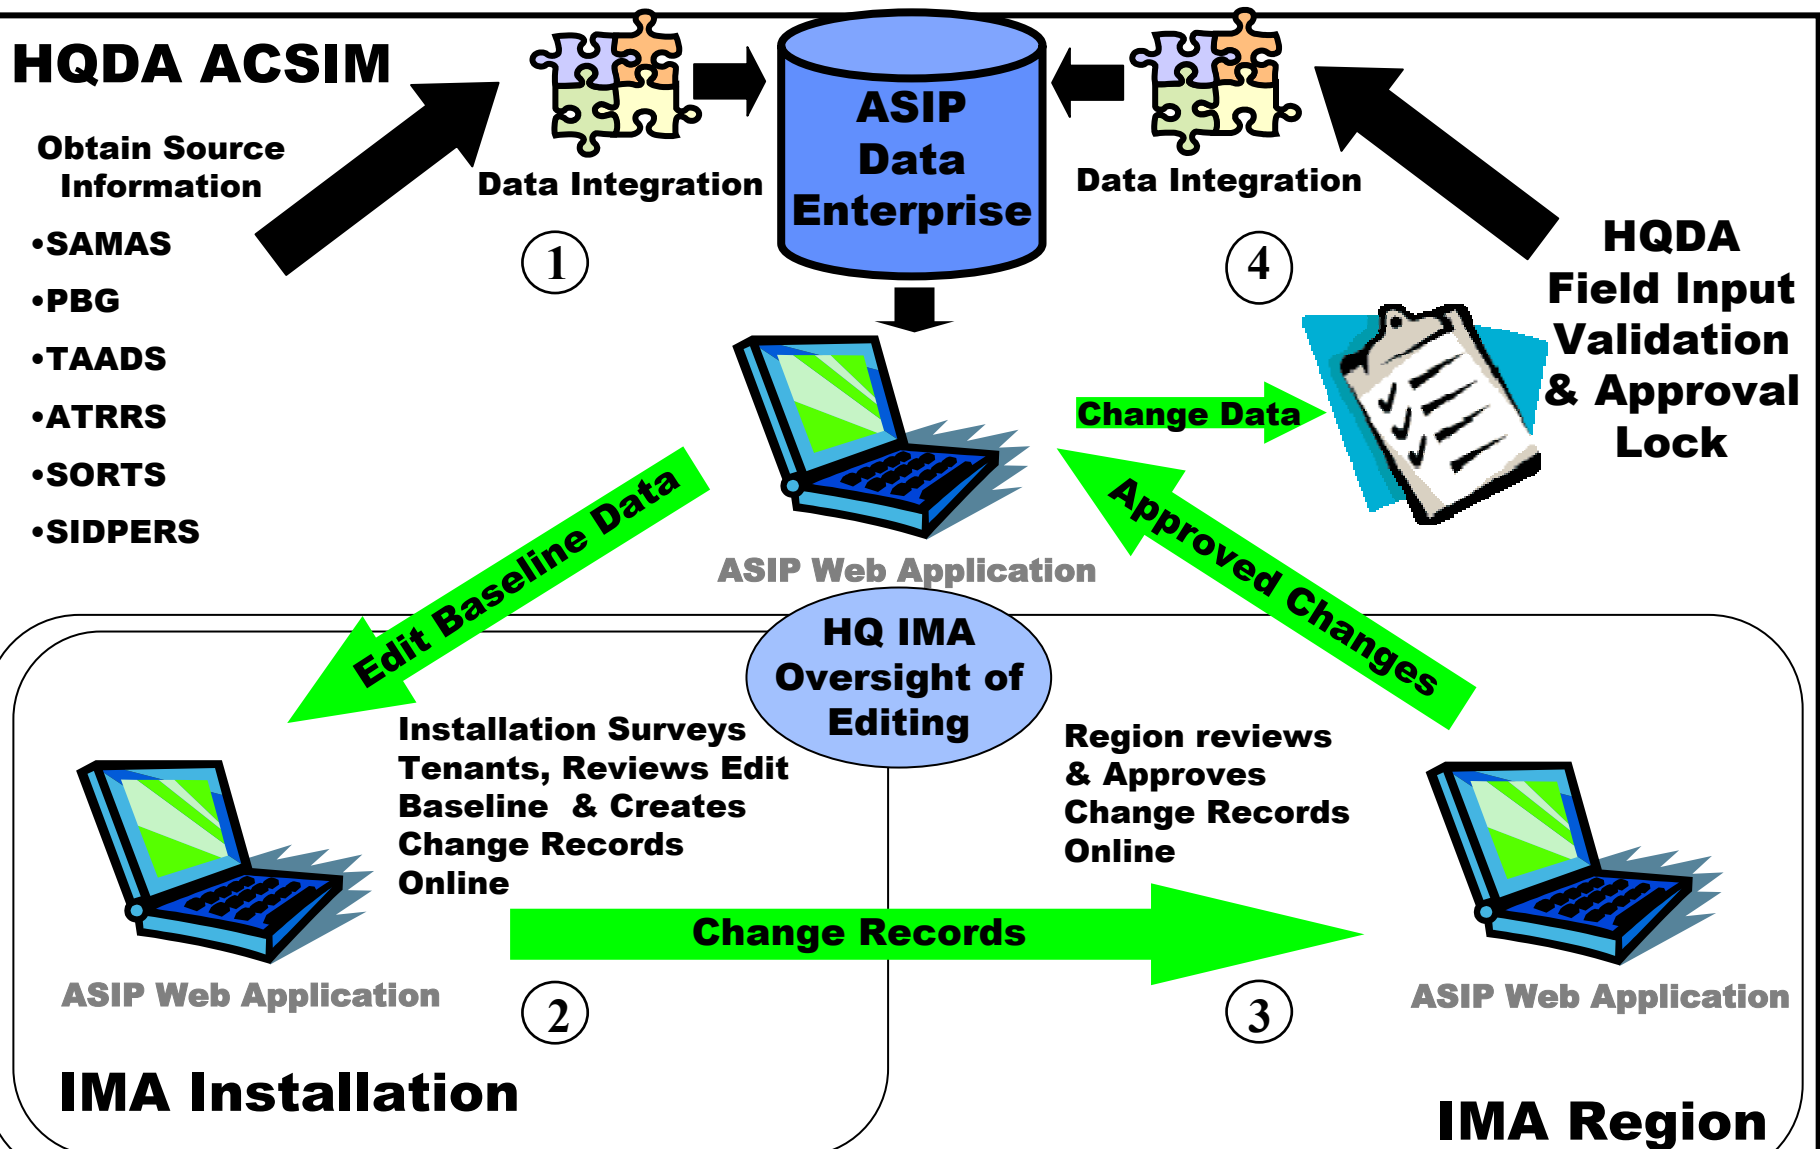 HQDA ACSIM
Obtain Source
Information
•SAMAS
•PBG
•TAADS
•ATRRS
•SORTS
•SIDPERS
Data Integration
1
ASIP
Data
Enterprise
Data Integration
4
HQDA
Field Input
Validation
& Approval
Lock
Change Data
ASIP Web Application
Edit Baseline Data
Approved Changes
HQ IMA
Oversight of
Editing
Installation Surveys
Tenants, Reviews Edit
Baseline & Creates
Change Records
Online
Region reviews
& Approves
Change Records
Online
Change Records
ASIP Web Application
2
3
ASIP Web Application
IMA Installation
IMA Region